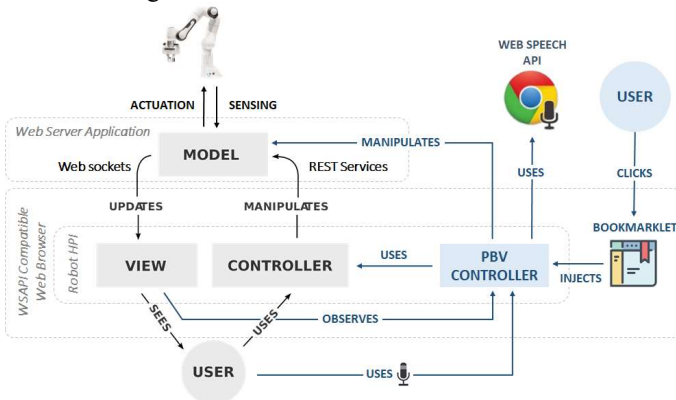 WEB SPEECH
API
USER
ACTUATION
SENSING
Web Server Application
MODEL
MANIPULATES
Web sockets
REST Services
USES
CLICKS
UPDATES
MANIPULATES
BOOKMARKLET
WSAPI Compatible
Web Browser
Robot HPI
VIEW
CONTROLLER
USES
PBV
CONTROLLER
INJECTS
SEES
USES
OBSERVES
USER
USES